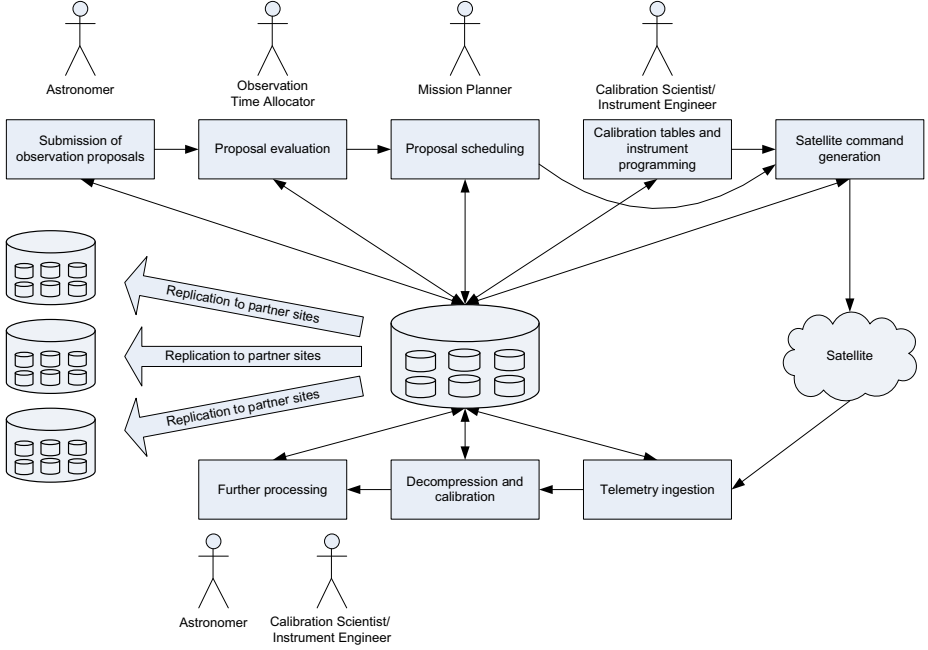 Astronomer
Observation
Time Allocator
Mission Planner
Calibration Scientist/
Instrument Engineer
Submission of
observation proposals
Proposal evaluation
Proposal scheduling
Calibration tables and
instrument
programming
Satellite command
generation
Replication to partner sites
Replication to partner sites
Replication to partner sites
Satellite
Further processing
Decompression and
calibration
Telemetry ingestion
Astronomer
Calibration Scientist/
Instrument Engineer